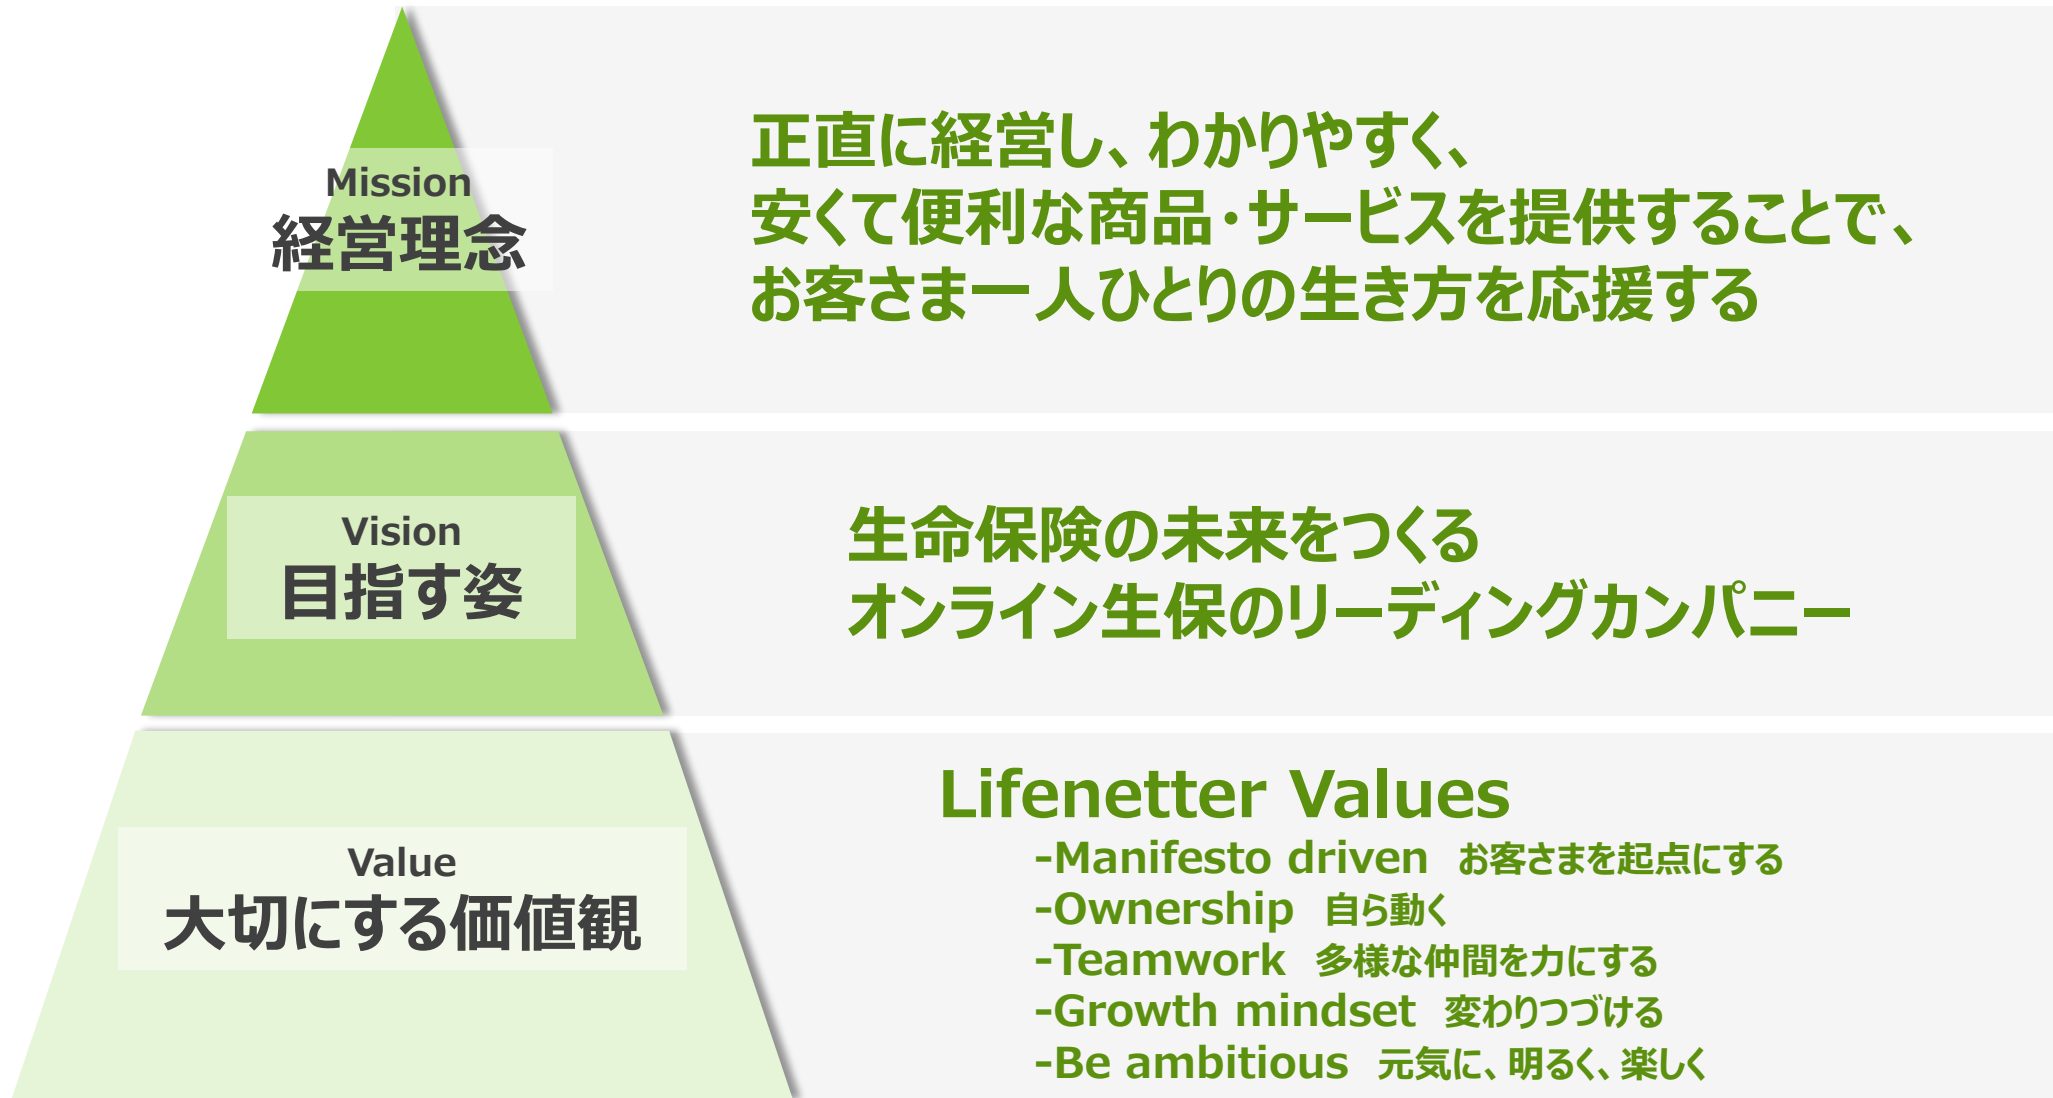 Mission
経営理念
正直に経営し、わかりやすく、
安くて便利な商品・サービスを提供することで、
お客さま一人ひとりの生き方を応援する
Vision
目指す姿
生命保険の未来をつくる
オンライン生保のリーディングカンパニー
Value
大切にする価値観
Lifenetter Values
-Manifesto driven お客さまを起点にする
-Ownership 自ら動く
-Teamwork 多様な仲間を力にする
-Growth mindset 変わりつづける
-Be ambitious 元気に、明るく、楽しく